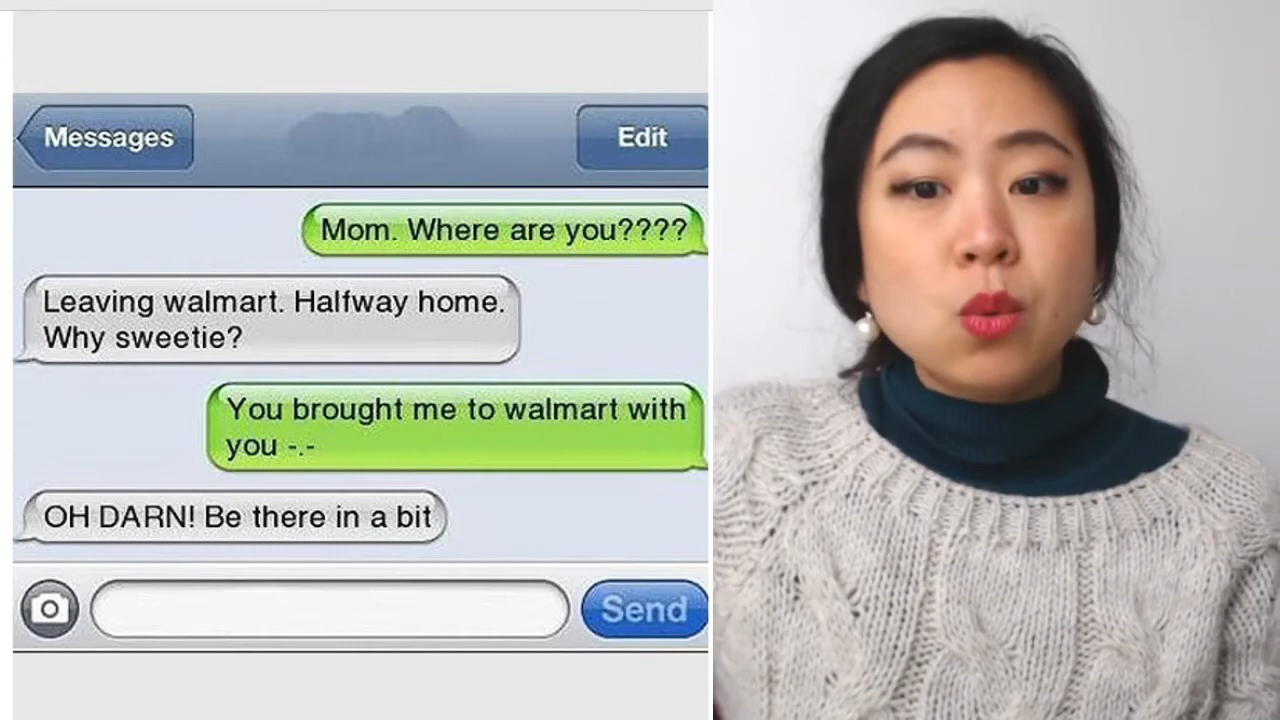 Messages
Edit
Mom. Where are you????
Leaving walmart. Halfway home.
Why sweetie?
You brought me to walmart with
you -.-
OH DARN! Be there in a bit
Send